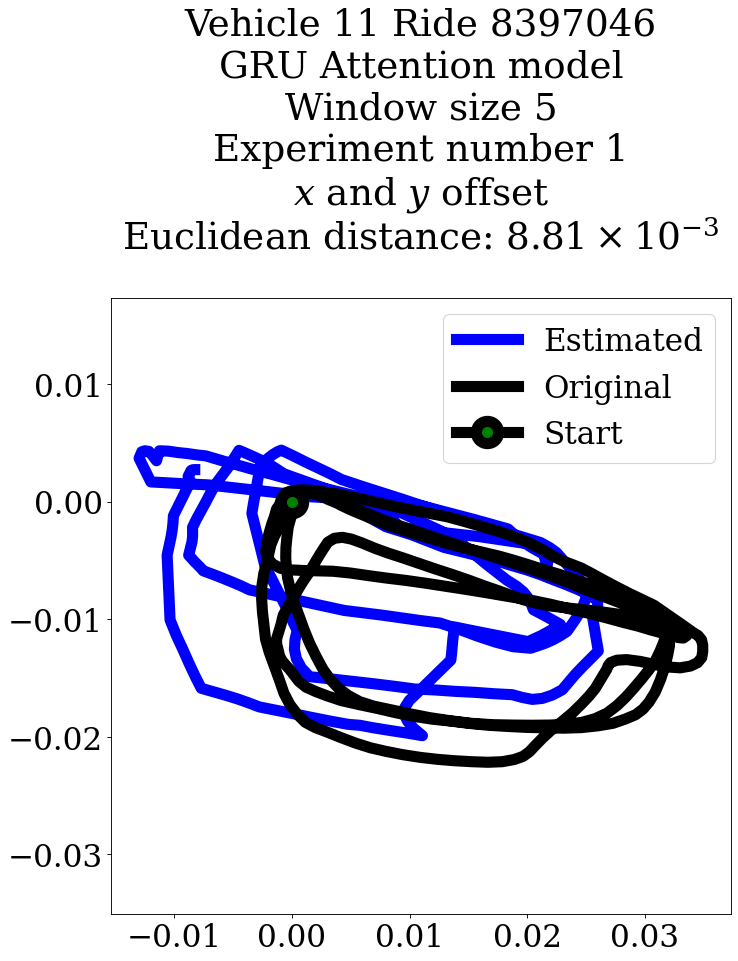 Vehicle 11 Ride 8397046
GRU Attention model
Window size 5
Experiment number 1
x and y offset
Euclidean distance: 8.81 × 10⁻³
Estimated
Original
Start
0.01
0.00
−0.01
−0.02
−0.03
−0.01 0.00 0.01 0.02 0.03